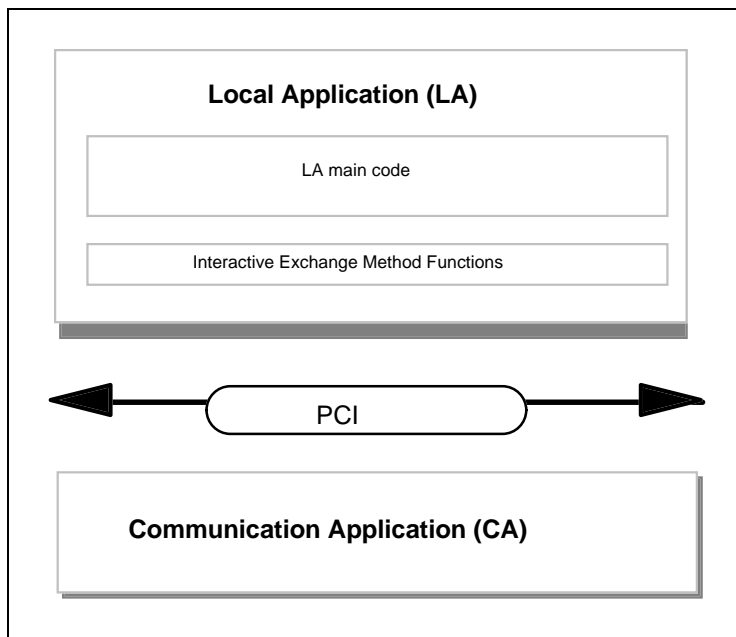 Local Application (LA)
LA main code
Interactive Exchange Method Functions
PCI
Communication Application (CA)